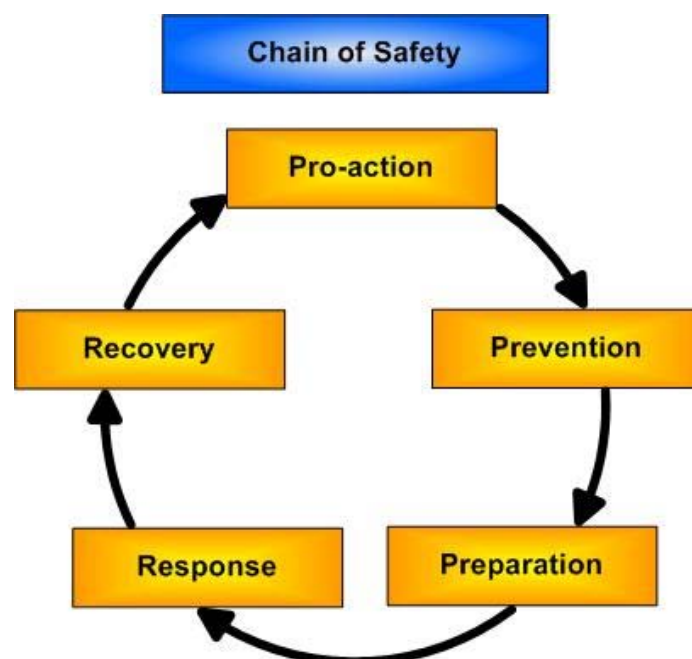 Chain of Safety
Pro-action
Prevention
Preparation
Response
Recovery